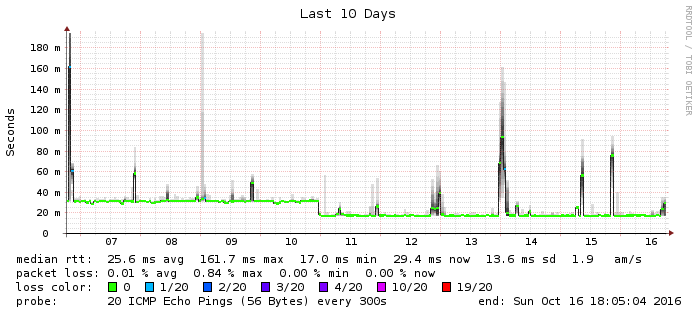 Last 10 Days
RRDTOOL / TOBI OETIKER
Seconds
180 m
160 m
140 m
120 m
100 m
80 m
60 m
40 m
20 m
0
07 08 09 10 11 12 13 14 15 16
median rtt: 25.6 ms avg 161.7 ms max 17.0 ms min 29.4 ms now 13.6 ms sd 1.9 am/s
packet loss: 0.01 % avg 0.84 % max 0.00 % min 0.00 % now
loss color: 0 1/20 2/20 3/20 4/20 10/20 19/20
probe: 20 ICMP Echo Pings (56 Bytes) every 300s end: Sun Oct 16 18:05:04 2016